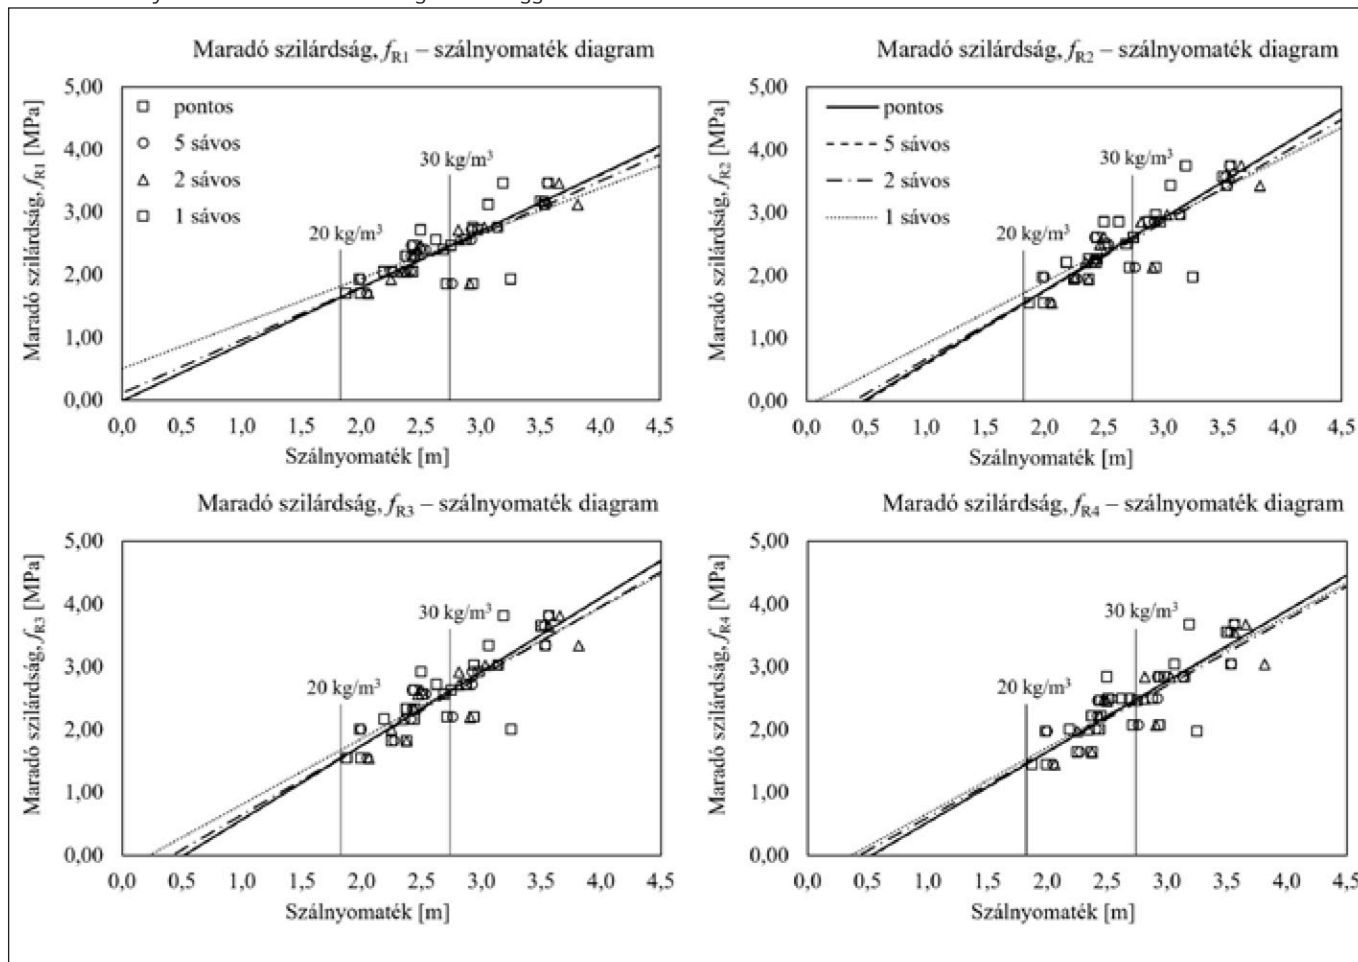 Maradó szilárdság, fR1 – szálnyomaték diagram
Maradó szilárdság, fR1 [MPa]
5,00
4,00
3,00
2,00
1,00
0,00
pontos
5 sávos
2 sávos
1 sávos
20 kg/m³
30 kg/m³
0,0 0,5 1,0 2,0 2,5 3,0 3,5 4,0 4,5
Szálnyomaték [m]
Maradó szilárdság, fR2 – szálnyomaték diagram
Maradó szilárdság, fR2 [MPa]
5,00
4,00
3,00
2,00
1,00
0,00
pontos
5 sávos
2 sávos
1 sávos
20 kg/m³
30 kg/m³
0,0 0,5 1,0 2,0 2,5 3,0 3,5 4,0 4,5
Szálnyomaték [m]
Maradó szilárdság, fR3 – szálnyomaték diagram
Maradó szilárdság, fR3 [MPa]
5,00
4,00
3,00
2,00
1,00
0,00
20 kg/m³
30 kg/m³
0,0 0,5 1,0 2,0 2,5 3,0 3,5 4,0 4,5
Szálnyomaték [m]
Maradó szilárdság, fR4 – szálnyomaték diagram
Maradó szilárdság, fR4 [MPa]
5,00
4,00
3,00
2,00
1,00
0,00
20 kg/m³
30 kg/m³
0,0 0,5 1,0 2,0 2,5 3,0 3,5 4,0 4,5
Szálnyomaték [m]